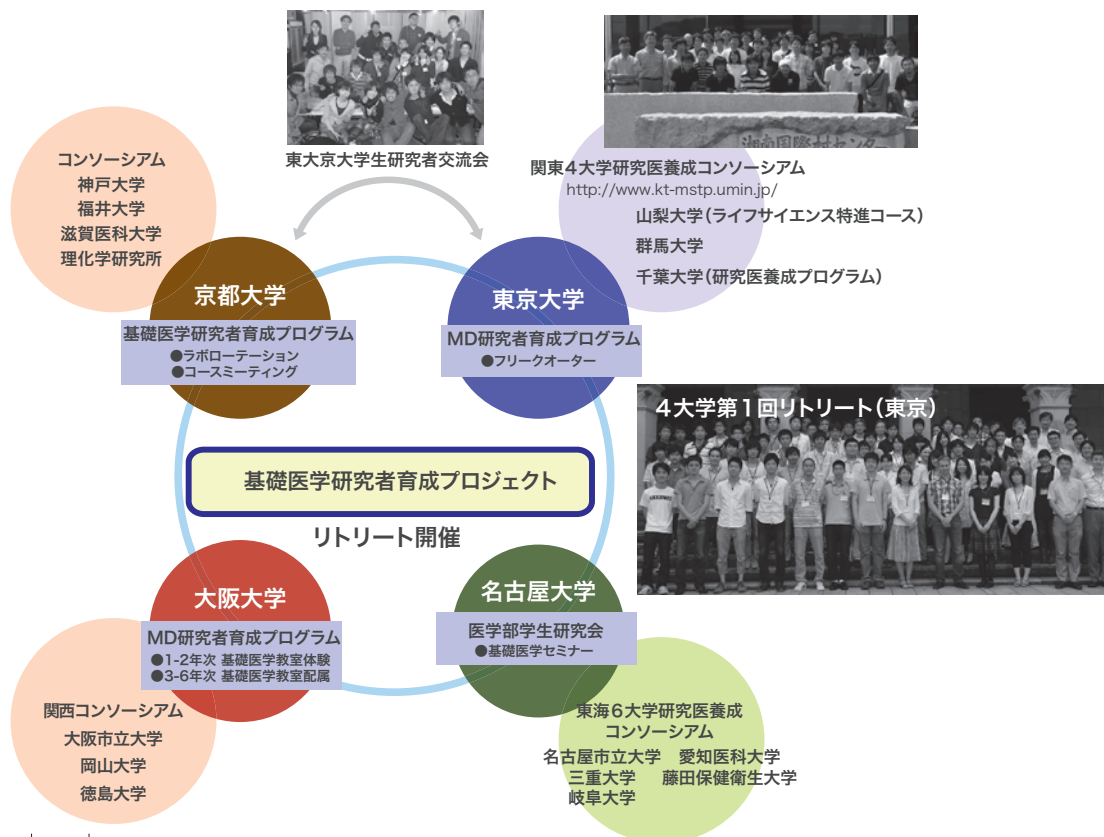 東大京大学生研究者交流会
湘南国際村センター
コンソーシアム
神戸大学
福井大学
滋賀医科大学
理化学研究所
関東4大学研究医養成コンソーシアム
http://www.kt-mstp.umin.jp/
山梨大学(ライフサイエンス特進コース)
群馬大学
千葉大学(研究医養成プログラム)
京都大学
基礎医学研究者育成プログラム
●ラボローテーション
●コースミーティング
東京大学
MD研究者育成プログラム
●フリークオーター
4大学第1回リトリート(東京)
基礎医学研究者育成プロジェクト
リトリート開催
大阪大学
MD研究者育成プログラム
●1-2年次 基礎医学教室体験
●3-6年次 基礎医学教室配属
名古屋大学
医学部学生研究会
●基礎医学セミナー
関西コンソーシアム
大阪市立大学
岡山大学
徳島大学
東海6大学研究医養成
コンソーシアム
名古屋市立大学 愛知医科大学
三重大学 藤田保健衛生大学
岐阜大学